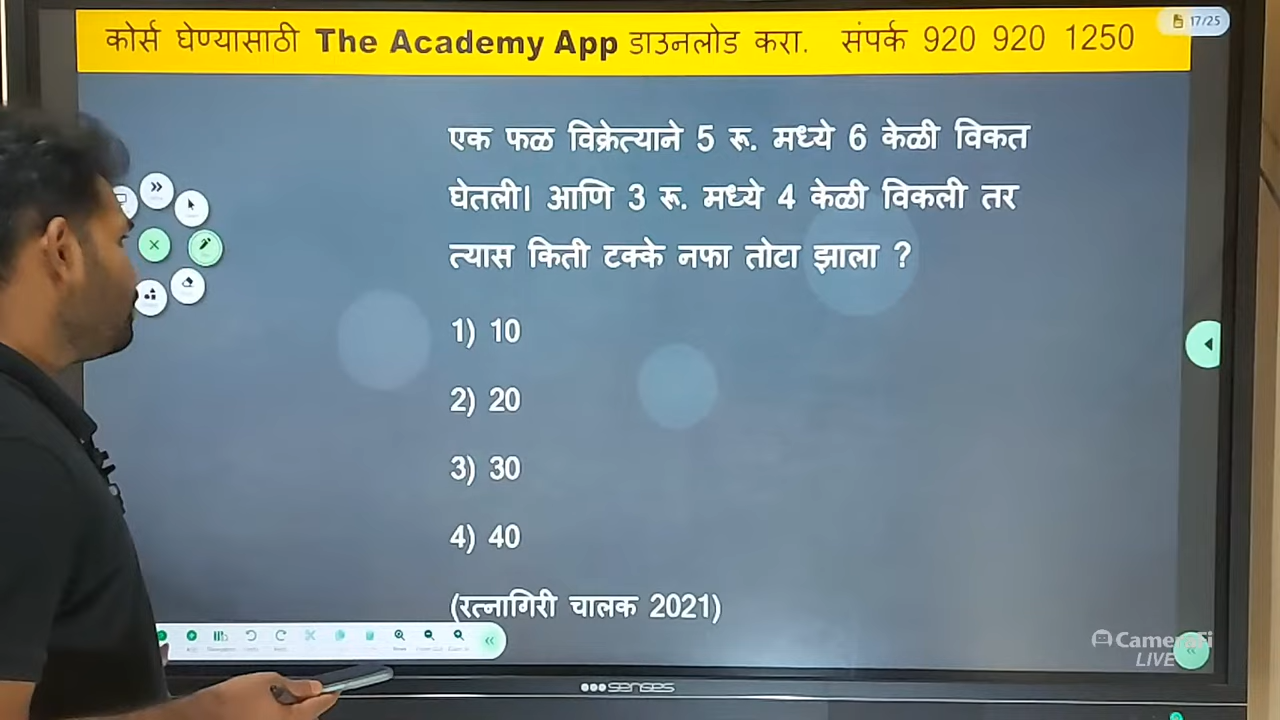 17/25
कोर्स घेण्यासाठी The Academy App डाउनलोड करा. संपर्क 920 920 1250
एक फळ विक्रेत्याने 5 रू. मध्ये 6 केळी विकत
घेतली। आणि 3 रू. मध्ये 4 केळी विकली तर
त्यास किती टक्के नफा तोटा झाला ?
1) 10
2) 20
3) 30
4) 40
(रत्नागिरी चालक 2021)
LIVE
senses